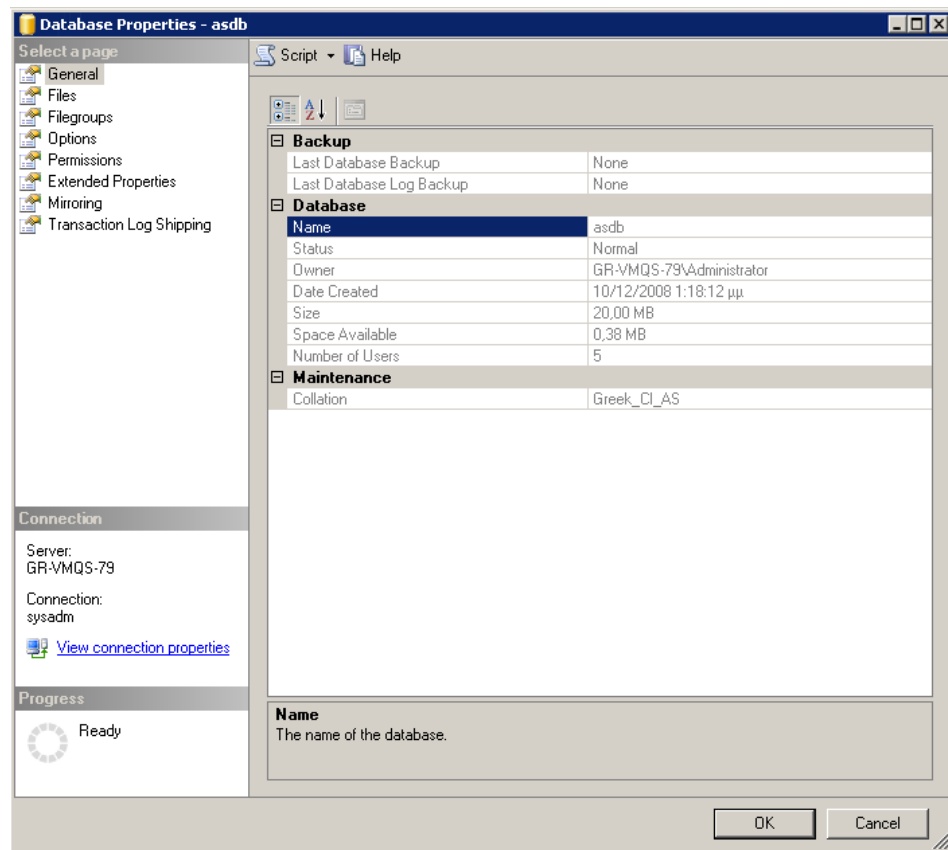 Database Properties - asdb
Select a page
General
Files
Filegroups
Options
Permissions
Extended Properties
Mirroring
Transaction Log Shipping
Connection
Server:
GR-VMQS-79
Connection:
sysadm
View connection properties
Progress
Ready
Script Help
Backup
Last Database Backup None
Last Database Log Backup None
Database
Name asdb
Status Normal
Owner GR-VMQS-79\Administrator
Date Created 10/12/2008 1:18:12 μμ
Size 20,00 MB
Space Available 0,38 MB
Number of Users 5
Maintenance
Collation Greek_CI_AS
Name
The name of the database.
OK Cancel